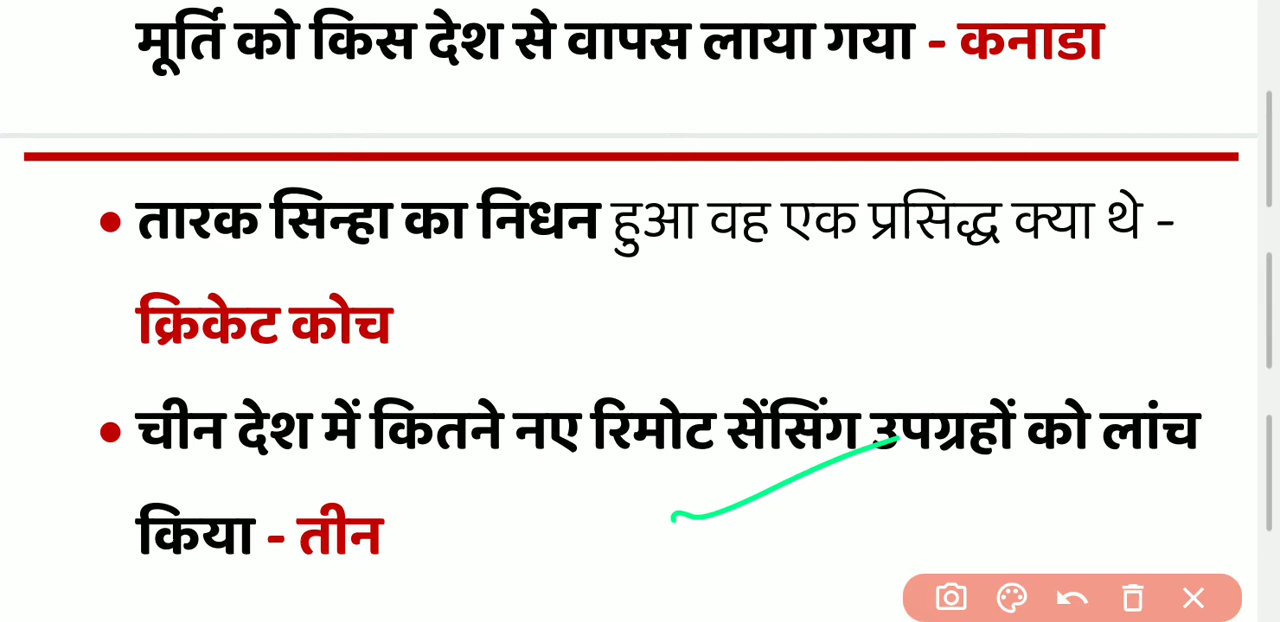 मूर्ति को किस देश से वापस लाया गया - कनाडा
• तारक सिन्हा का निधन हुआ वह एक प्रसिद्ध क्या थे -
क्रिकेट कोच
• चीन देश में कितने नए रिमोट सेंसिंग उपग्रहों को लांच
किया - तीन